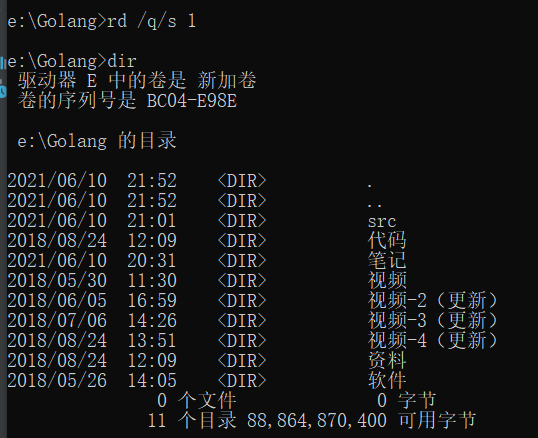 e:\Golang>rd /q/s 1
e:\Golang>dir
驱动器 E 中的卷是 新加卷
卷的序列号是 BC04-E98E
e:\Golang 的目录
2021/06/10  21:52    <DIR>          .
2021/06/10  21:52    <DIR>          ..
2021/06/10  21:01    <DIR>          src
2018/08/24  12:09    <DIR>          代码
2021/06/10  20:31    <DIR>          笔记
2018/05/30  11:30    <DIR>          视频
2018/06/05  16:59    <DIR>          视频-2（更新）
2018/07/06  14:26    <DIR>          视频-3（更新）
2018/08/24  13:51    <DIR>          视频-4（更新）
2018/08/24  12:09    <DIR>          资料
2018/05/26  14:05    <DIR>          软件
0 个文件              0 字节
11 个目录 88,864,870,400 可用字节